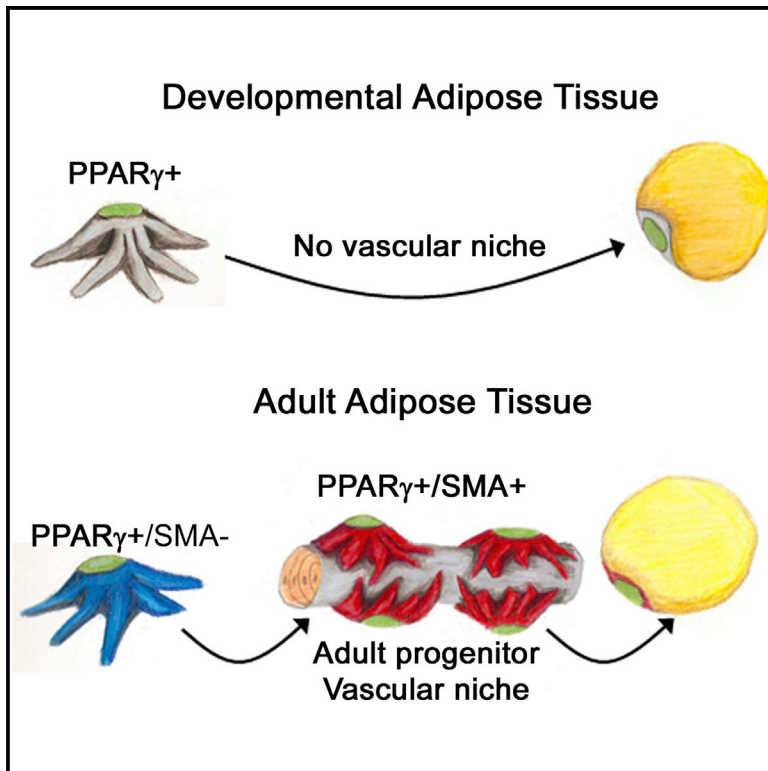 Developmental Adipose Tissue
PPARγ+
No vascular niche
Adult Adipose Tissue
PPARγ+/SMA+
PPARγ+/SMA-
Adult progenitor
Vascular niche